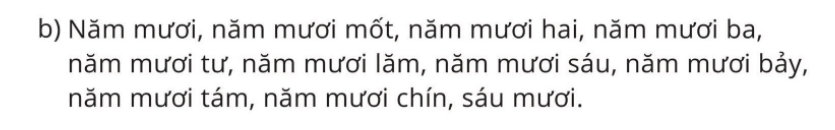 b) Năm mươi, năm mươi mốt, năm mươi hai, năm mươi ba,
năm mươi tư, năm mươi lăm, năm mươi sáu, năm mươi bảy,
năm mươi tám, năm mươi chín, sáu mươi.